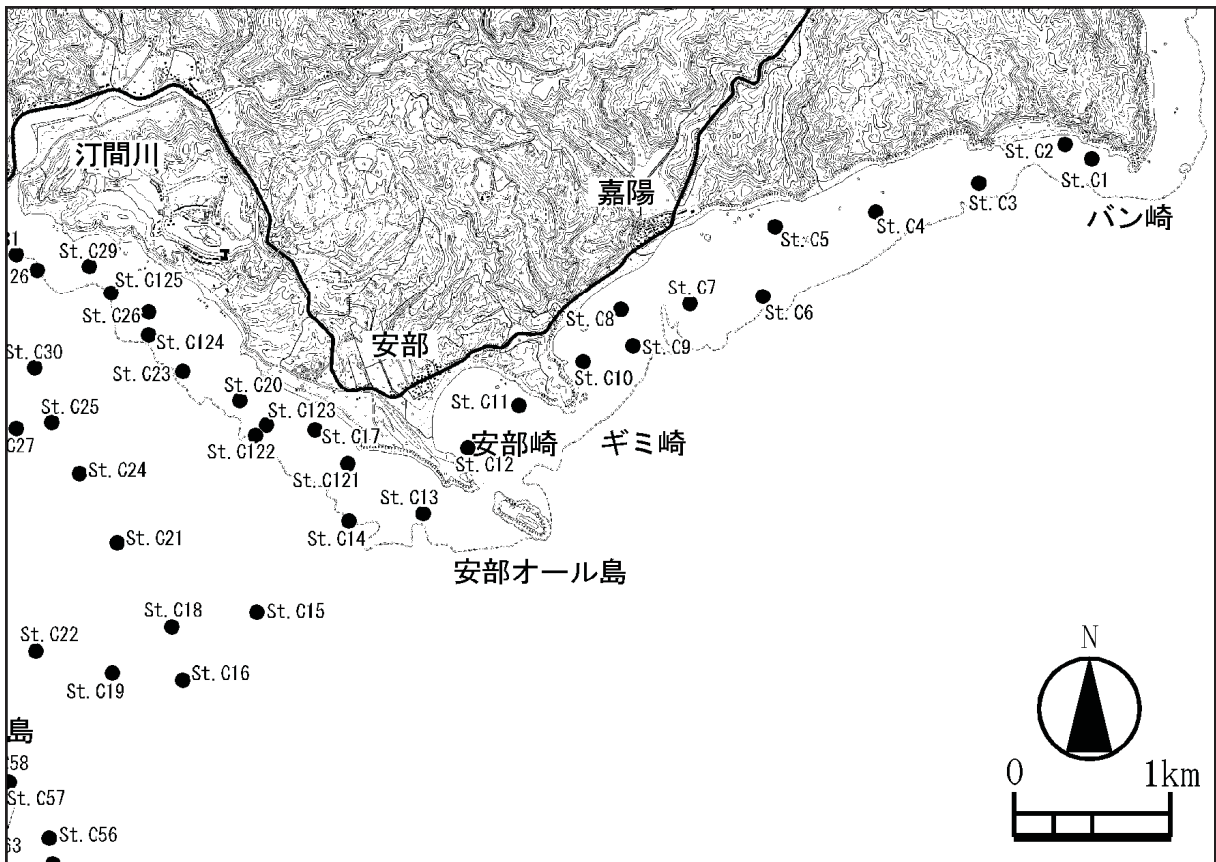 汀間川
嘉陽
St. C2
St. C1
St. C3
バン崎
St. C4
St. C5
31
St. C29
26
St. C125
St. C26
St. C7
St. C6
St. C8
St. C124
安部
St. C9
St. C30
St. C23
St. C20
St. C10
St. C123
St. C11
St. C25
St. C17
C27
St. C122
安部崎
ギミ崎
St. C12
St. C24
St. C121
St. C13
St. C21
St. C14
安部オール島
St. C18
St. C15
St. C22
St. C19
St. C16
N
島
58
St. C57
0
1km
St. C56
63